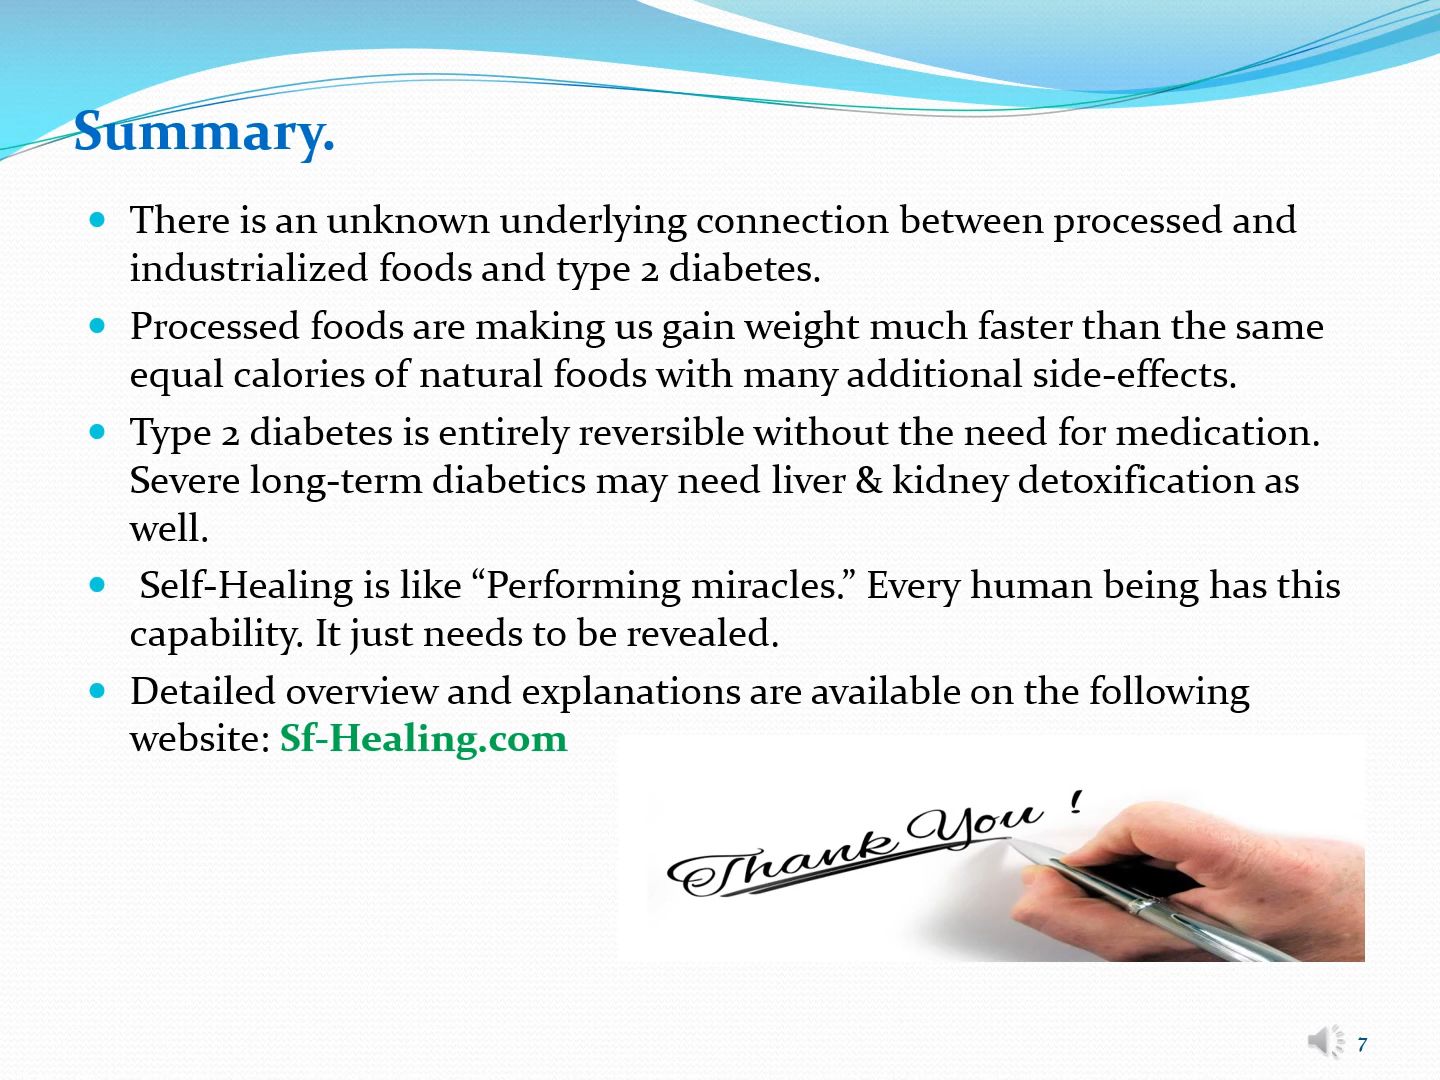 Summary.
There is an unknown underlying connection between processed and
industrialized foods and type 2 diabetes.
Processed foods are making us gain weight much faster than the same
equal calories of natural foods with many additional side-effects.
Type 2 diabetes is entirely reversible without the need for medication.
Severe long-term diabetics may need liver & kidney detoxification as
well.
Self-Healing is like “Performing miracles.” Every human being has this
capability. It just needs to be revealed.
Detailed overview and explanations are available on the following
website: Sf-Healing.com
Thank You !
7